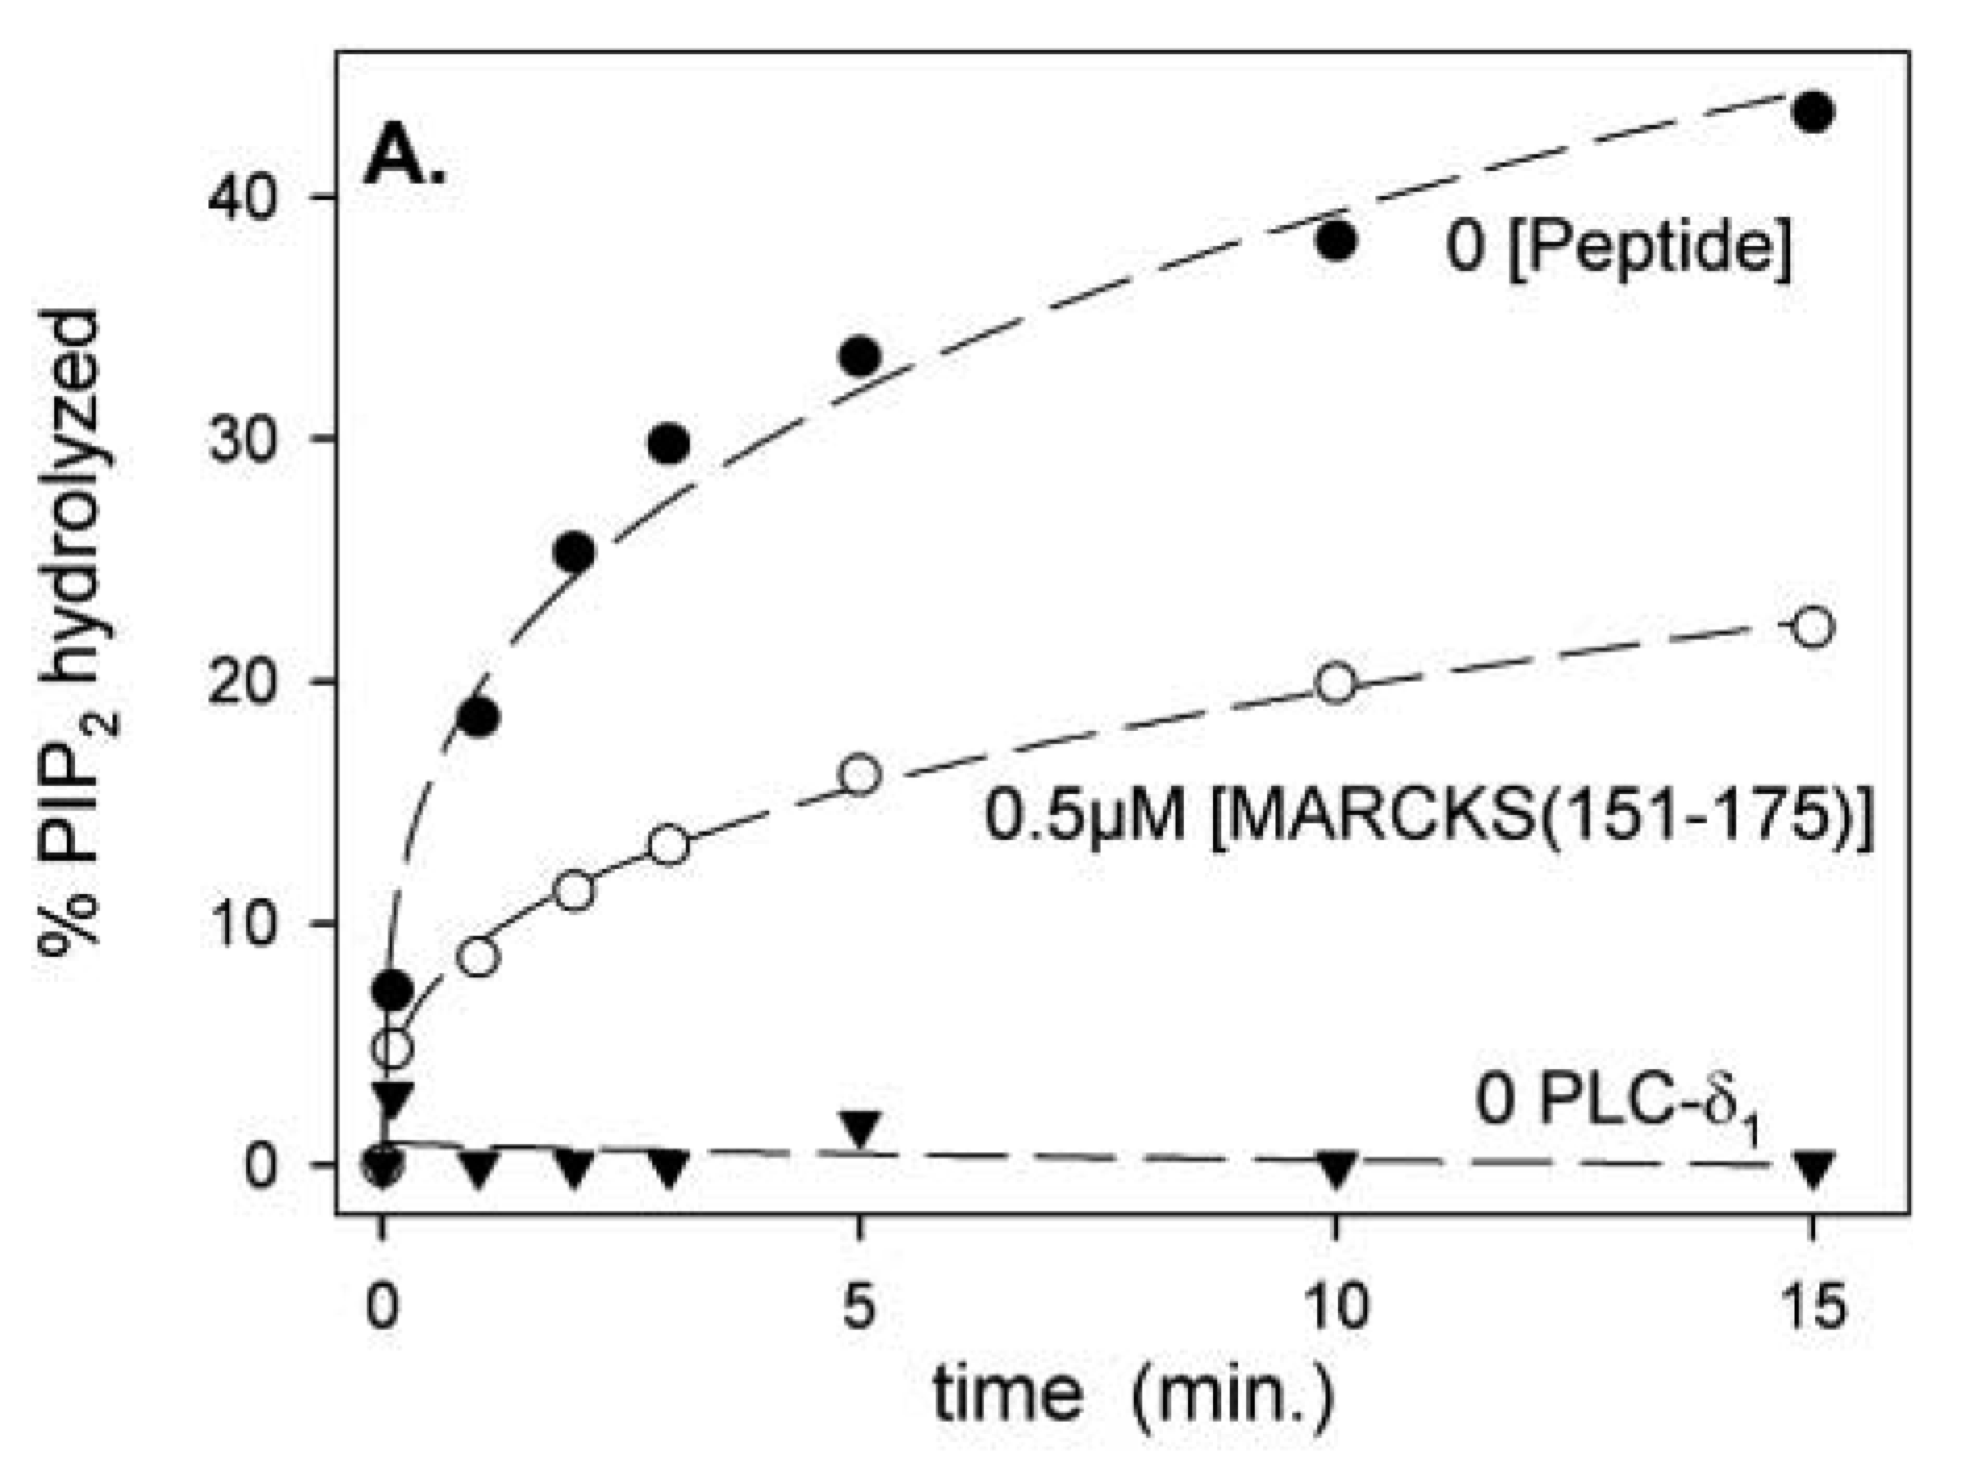 A.
% PIP2 hydrolyzed
40
30
20
10
0
0 [Peptide]
0.5µM [MARCKS(151-175)]
0 PLC-δ1
0 5 10 15
time (min.)